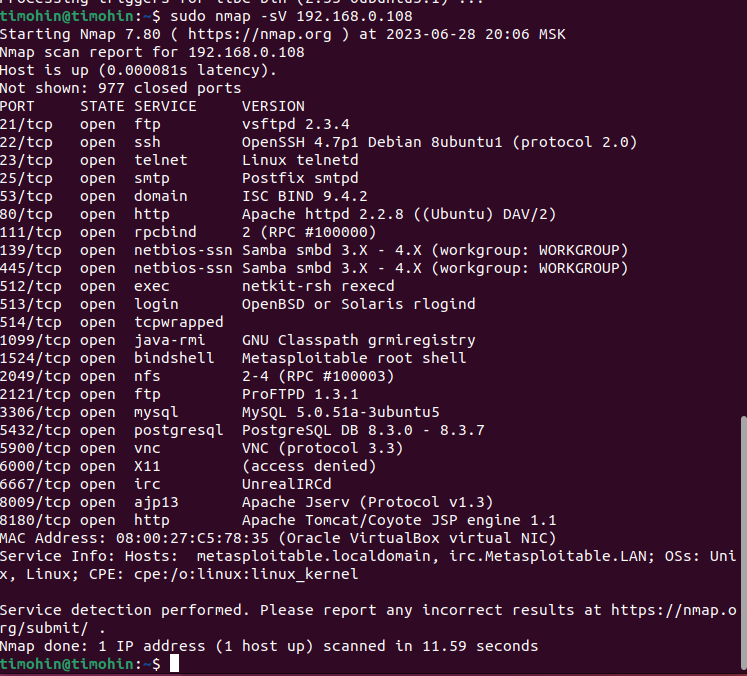 Processing triggers for libc-bin (2.35-0ubuntu3.1) ...
timohin@timohin:~$ sudo nmap -sV 192.168.0.108
Starting Nmap 7.80 ( https://nmap.org ) at 2023-06-28 20:06 MSK
Nmap scan report for 192.168.0.108
Host is up (0.000081s latency).
Not shown: 977 closed ports
PORT     STATE SERVICE     VERSION
21/tcp   open  ftp         vsftpd 2.3.4
22/tcp   open  ssh         OpenSSH 4.7p1 Debian 8ubuntu1 (protocol 2.0)
23/tcp   open  telnet      Linux telnetd
25/tcp   open  smtp        Postfix smtpd
53/tcp   open  domain      ISC BIND 9.4.2
80/tcp   open  http        Apache httpd 2.2.8 ((Ubuntu) DAV/2)
111/tcp  open  rpcbind     2 (RPC #100000)
139/tcp  open  netbios-ssn Samba smbd 3.X - 4.X (workgroup: WORKGROUP)
445/tcp  open  netbios-ssn Samba smbd 3.X - 4.X (workgroup: WORKGROUP)
512/tcp  open  exec        netkit-rsh rexecd
513/tcp  open  login       OpenBSD or Solaris rlogind
514/tcp  open  tcpwrapped
1099/tcp open  java-rmi    GNU Classpath grmiregistry
1524/tcp open  bindshell   Metasploitable root shell
2049/tcp open  nfs         2-4 (RPC #100003)
2121/tcp open  ftp         ProFTPD 1.3.1
3306/tcp open  mysql       MySQL 5.0.51a-3ubuntu5
5432/tcp open  postgresql  PostgreSQL DB 8.3.0 - 8.3.7
5900/tcp open  vnc         VNC (protocol 3.3)
6000/tcp open  X11         (access denied)
6667/tcp open  irc         UnrealIRCd
8009/tcp open  ajp13       Apache Jserv (Protocol v1.3)
8180/tcp open  http        Apache Tomcat/Coyote JSP engine 1.1
MAC Address: 08:00:27:C5:78:35 (Oracle VirtualBox virtual NIC)
Service Info: Hosts:  metasploitable.localdomain, irc.Metasploitable.LAN; OSs: Uni
x, Linux; CPE: cpe:/o:linux:linux_kernel

Service detection performed. Please report any incorrect results at https://nmap.o
rg/submit/ .
Nmap done: 1 IP address (1 host up) scanned in 11.59 seconds
timohin@timohin:~$